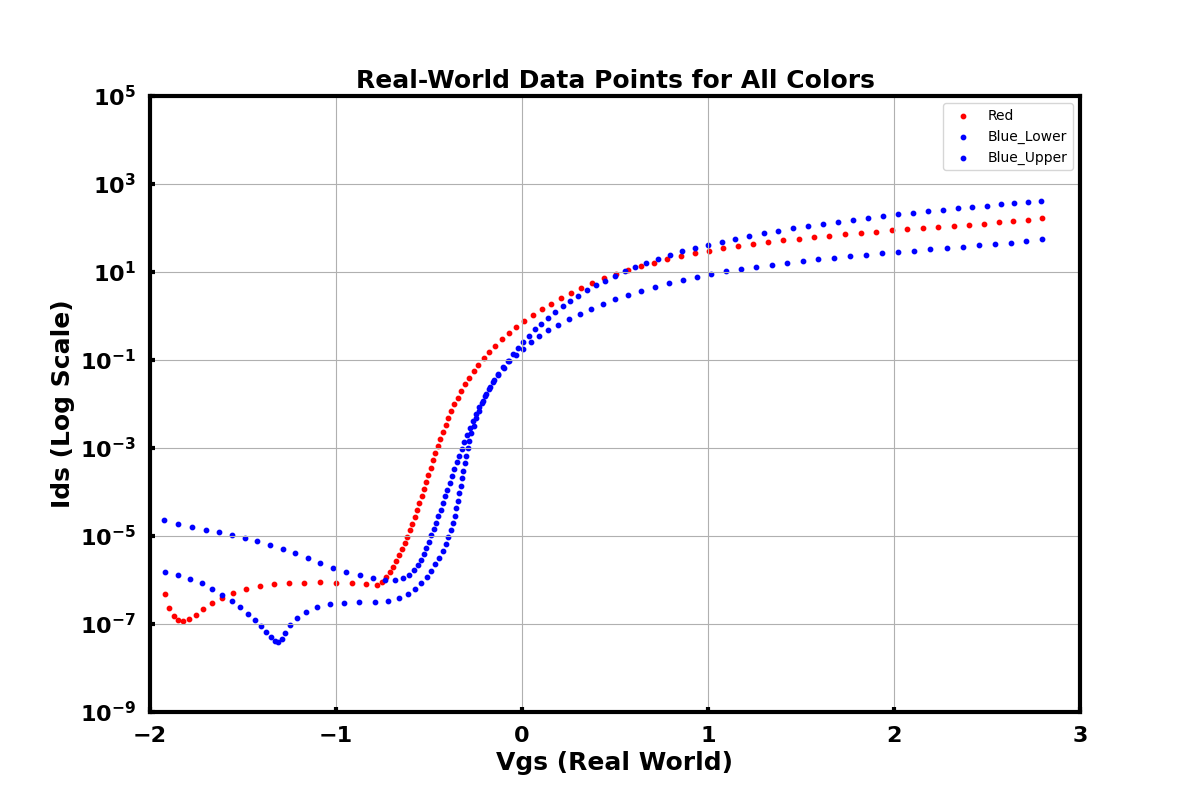 Real-World Data Points for All Colors
Red
Blue_Lower
Blue_Upper
10^5
10^3
10^1
10^−1
10^−3
10^−5
10^−7
10^−9
Ids (Log Scale)
−2 −1 0 1 2 3
Vgs (Real World)